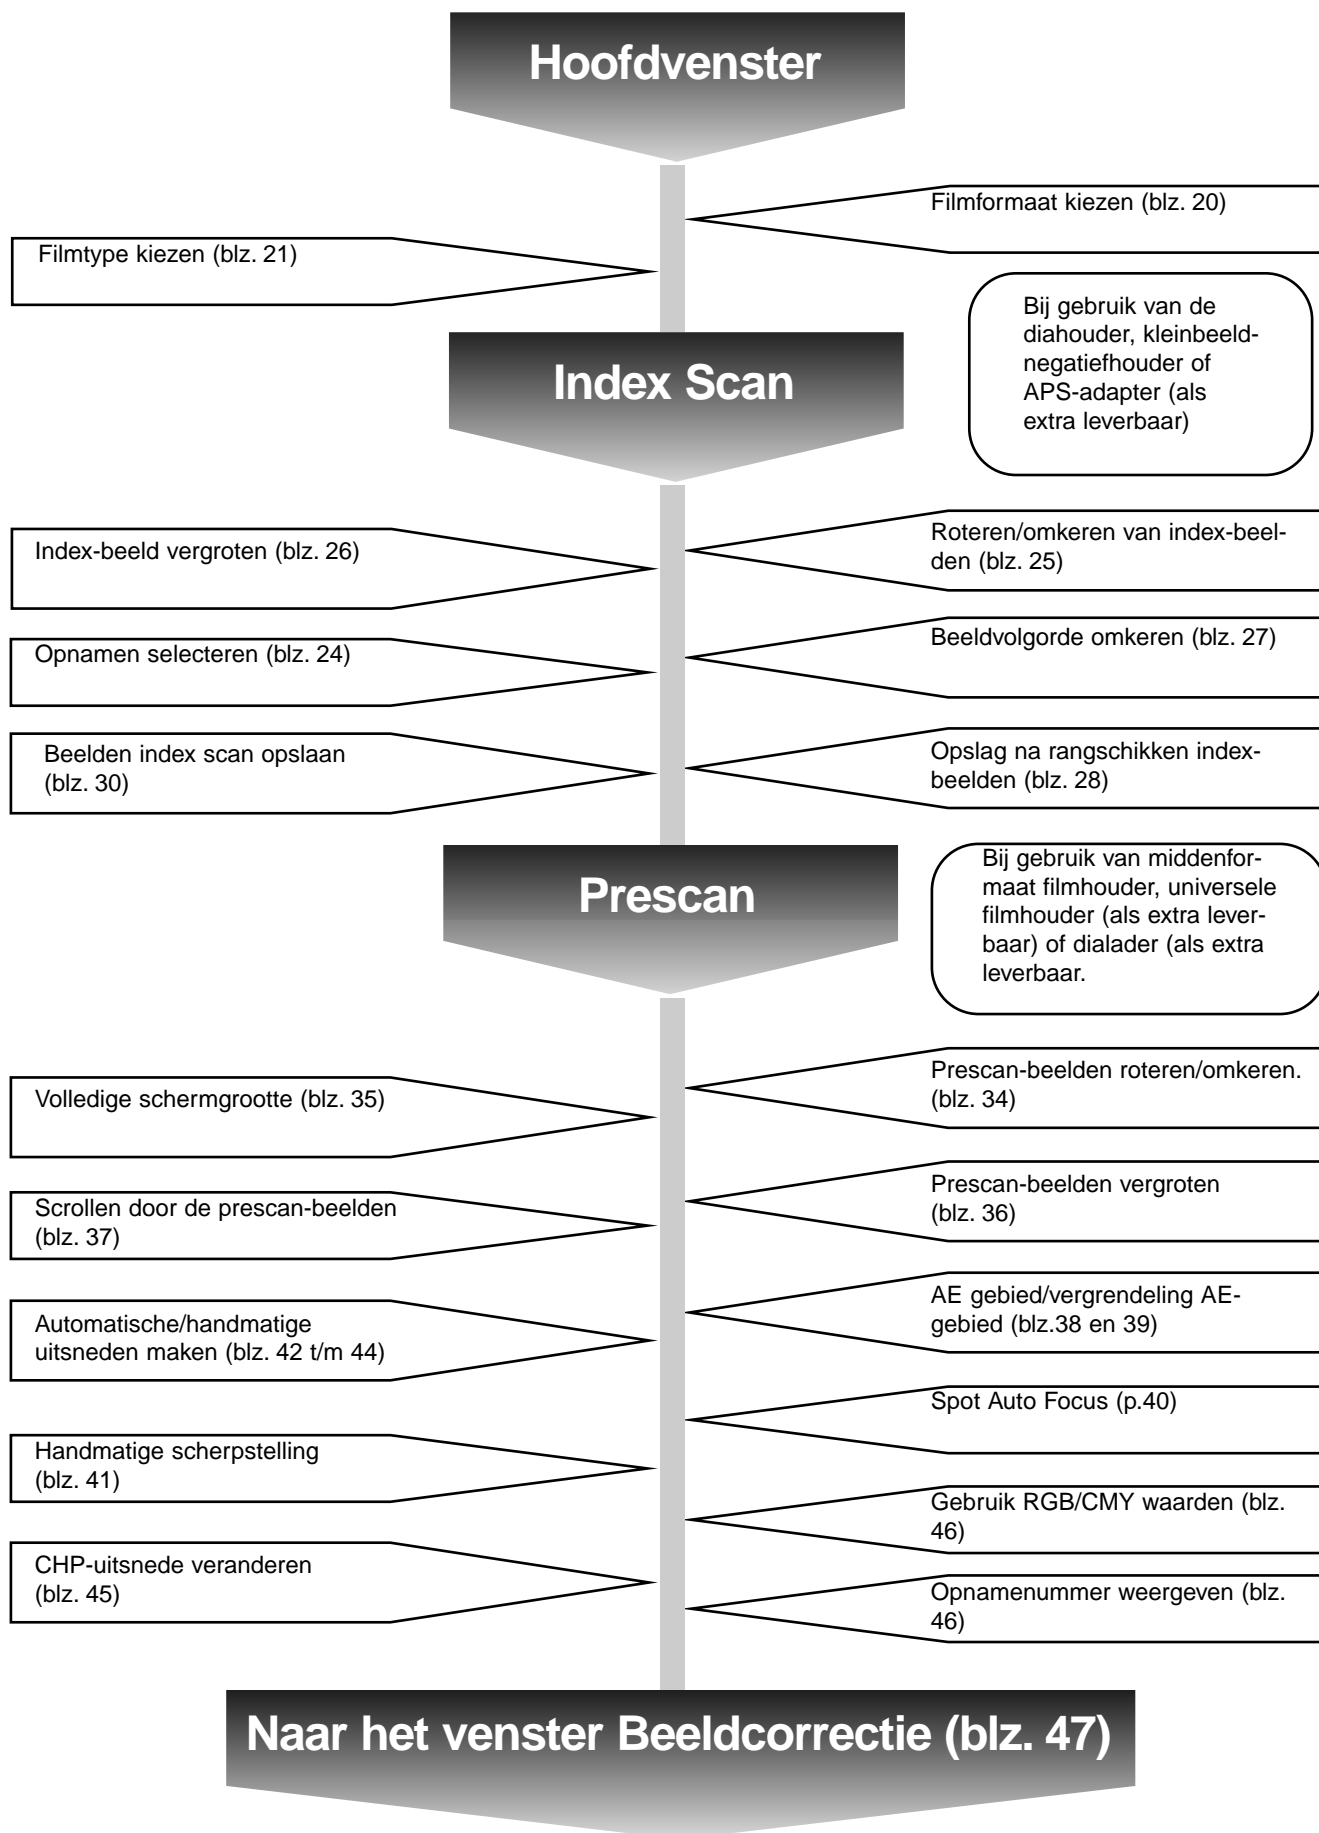 Hoofdvenster
Filmformaat kiezen (blz. 20)
Filmtype kiezen (blz. 21)
Bij gebruik van de
diahouder, kleinbeeld-
negatiefhouder of
APS-adapter (als
extra leverbaar)
Index Scan
Roteren/omkeren van index-beel-
den (blz. 25)
Index-beeld vergroten (blz. 26)
Beeldvolgorde omkeren (blz. 27)
Opnamen selecteren (blz. 24)
Opslag na rangschikken index-
beelden (blz. 28)
Beelden index scan opslaan
(blz. 30)
Prescan
Bij gebruik van middenfor-
maat filmhouder, universele
filmhouder (als extra lever-
baar) of dialader (als extra
leverbaar.
Prescan-beelden roteren/omkeren.
(blz. 34)
Volledige schermgrootte (blz. 35)
Prescan-beelden vergroten
(blz. 36)
Scrollen door de prescan-beelden
(blz. 37)
AE gebied/vergrendeling AE-
gebied (blz.38 en 39)
Automatische/handmatige
uitsneden maken (blz. 42 t/m 44)
Spot Auto Focus (p.40)
Handmatige scherpstelling
(blz. 41)
Gebruik RGB/CMY waarden (blz.
46)
CHP-uitsnede veranderen
(blz. 45)
Opnamenummer weergeven (blz.
46)
Naar het venster Beeldcorrectie (blz. 47)